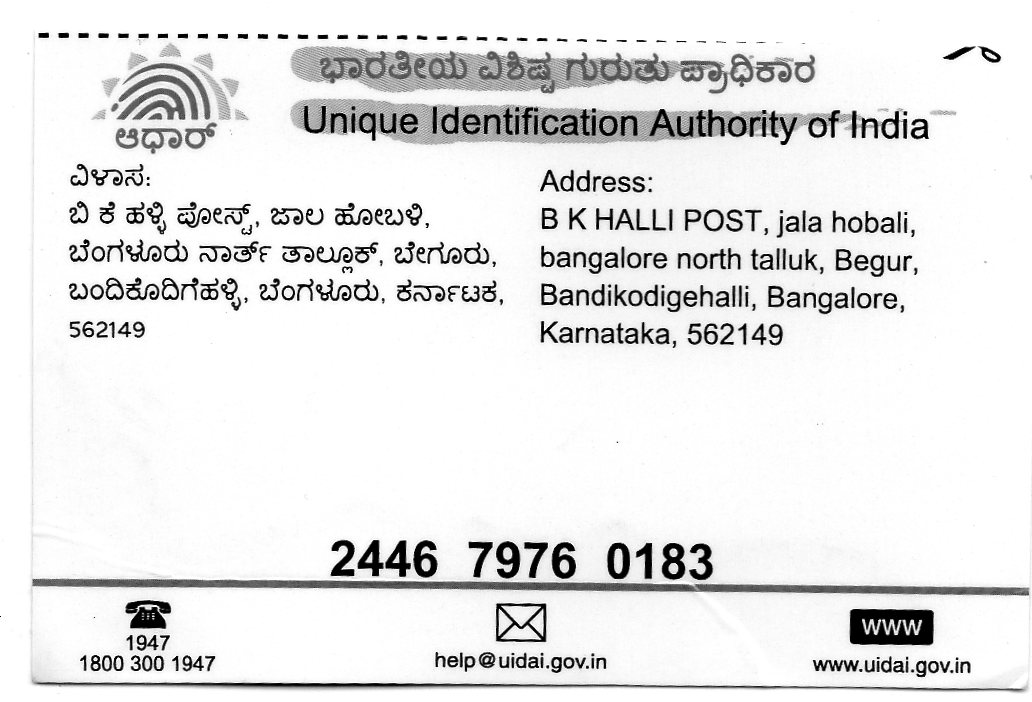 ಭಾರತೀಯ ವಿಶಿಷ್ಟ ಗುರುತು ಪ್ರಾಧಿಕಾರ
Unique Identification Authority of India
ಆಧಾರ್
ವಿಳಾಸ:
ಬಿ ಕೆ ಹಳ್ಳಿ ಪೋಸ್ಟ್, ಜಾಲ ಹೋಬಳಿ,
ಬೆಂಗಳೂರು ನಾರ್ತ್ ತಾಲ್ಲೂಕ್, ಬೇಗೂರು,
ಬಂದಿಕೊಡಿಗೆಹಳ್ಳಿ, ಬೆಂಗಳೂರು, ಕರ್ನಾಟಕ,
562149
Address:
B K HALLI POST, jala hobali,
bangalore north talluk, Begur,
Bandikodigehalli, Bangalore,
Karnataka, 562149
2446 7976 0183
1947
1800 300 1947
help@uidai.gov.in
WWW
www.uidai.gov.in